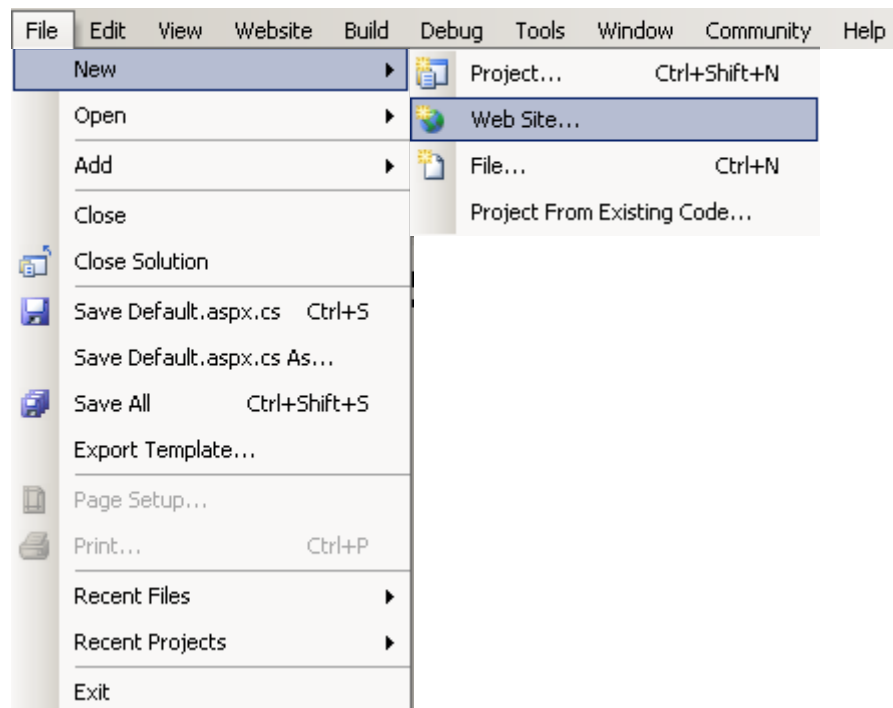 File Edit View Website Build Debug Tools Window Community Help
New
Open
Add
Close
Close Solution
Save Default.aspx.cs Ctrl+S
Save Default.aspx.cs As...
Save All Ctrl+Shift+S
Export Template...
Page Setup...
Print... Ctrl+P
Recent Files
Recent Projects
Exit
Project... Ctrl+Shift+N
Web Site...
File... Ctrl+N
Project From Existing Code...